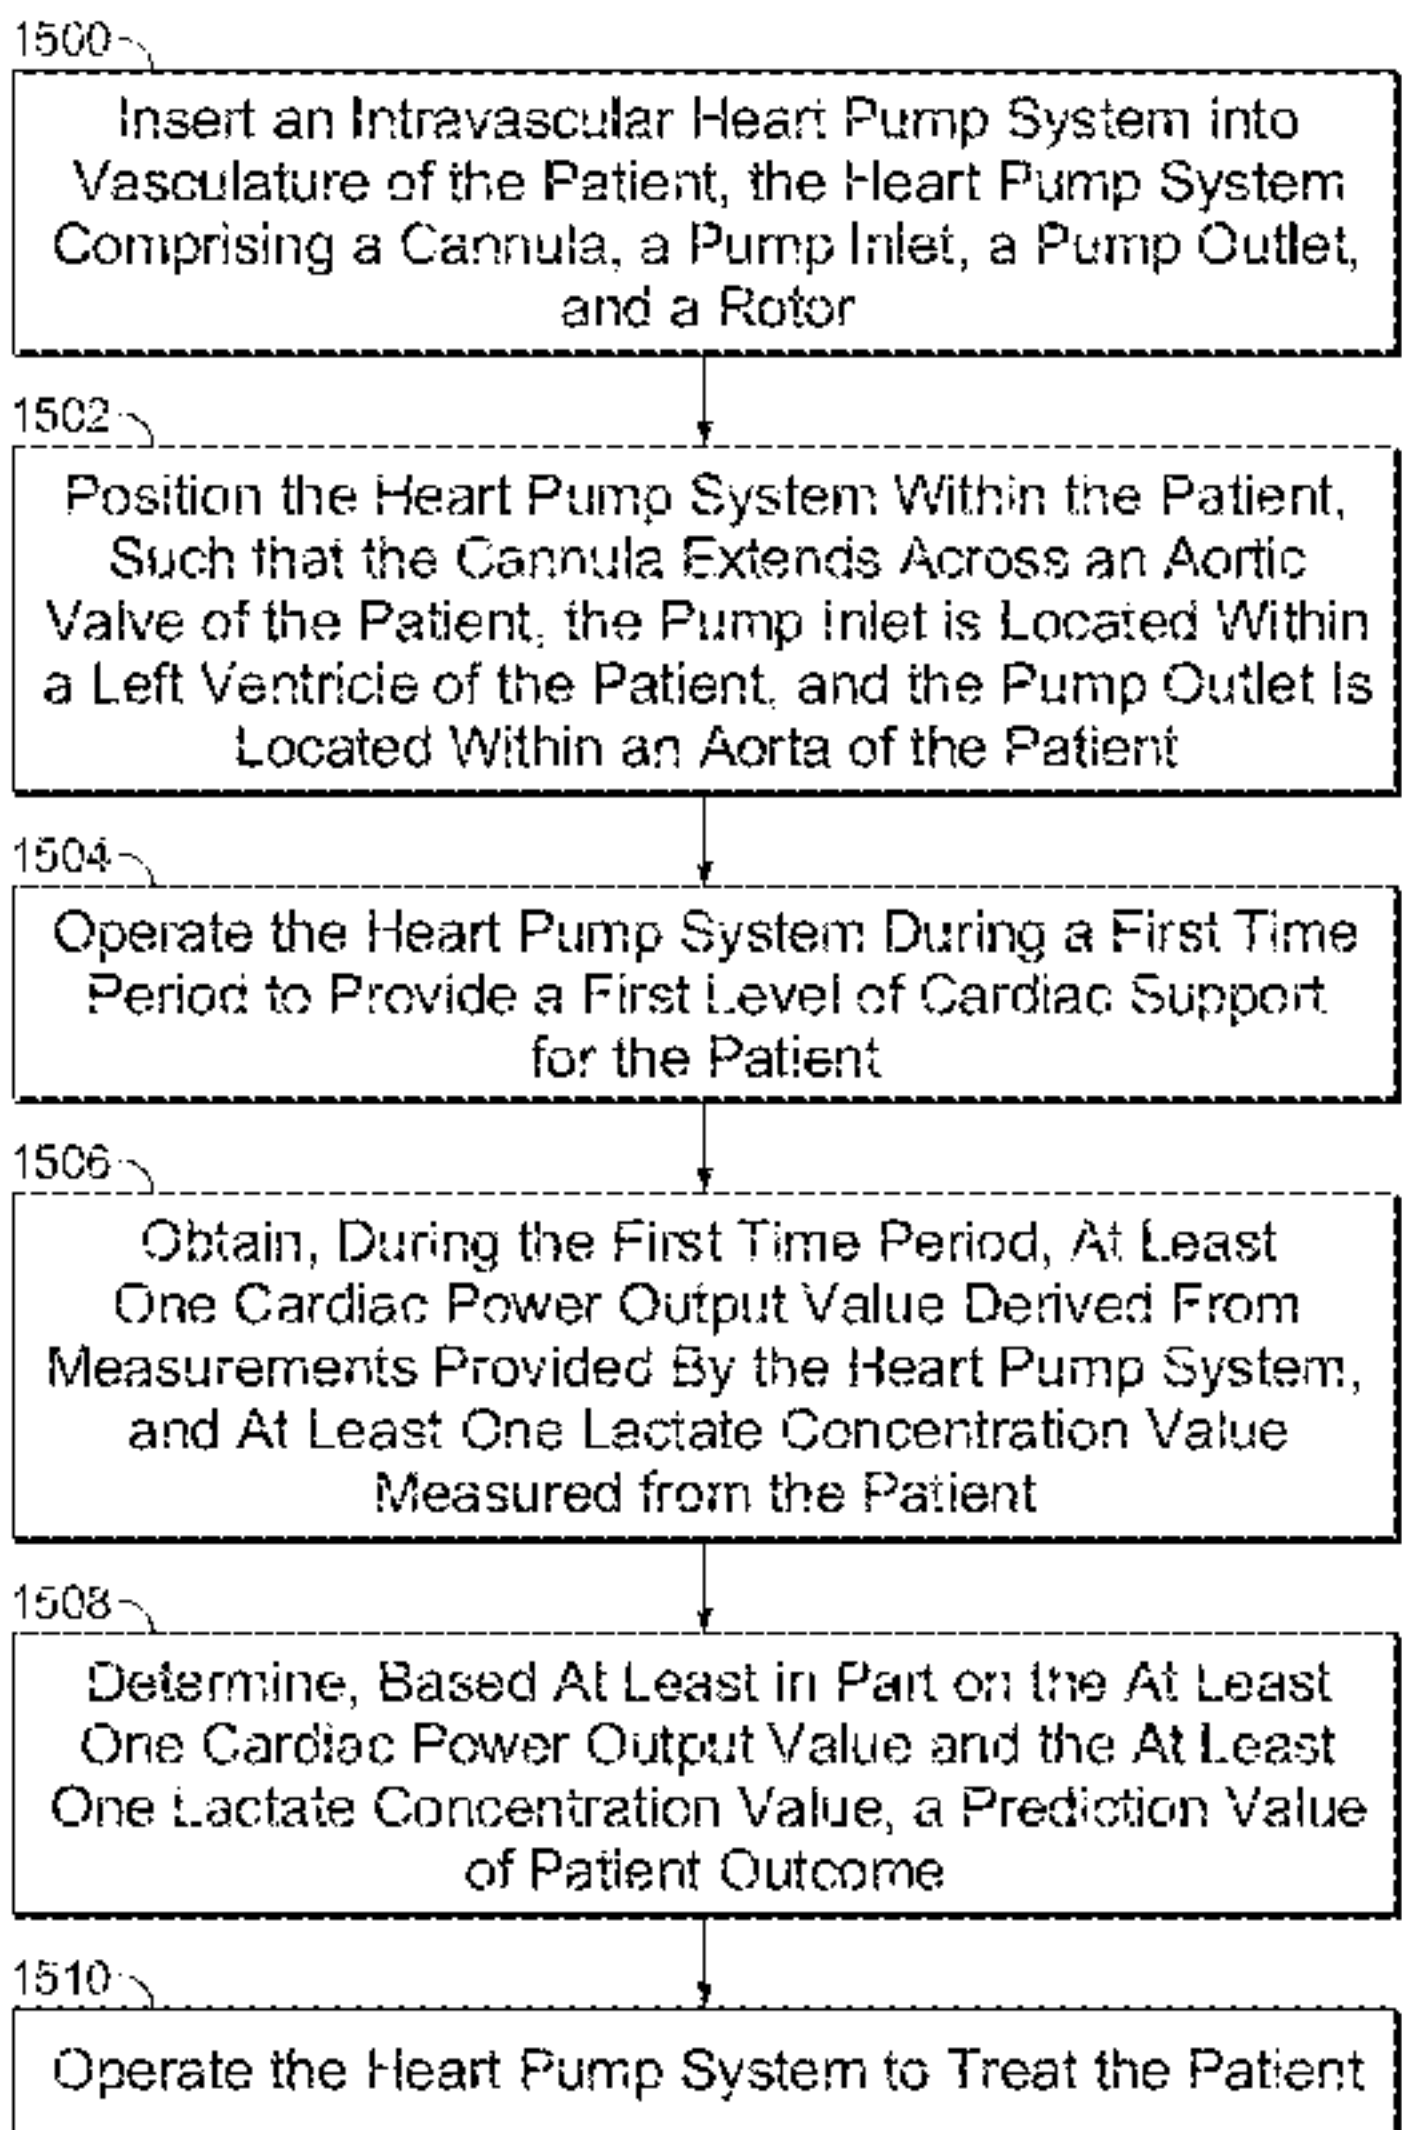 1500
Insert an Intravascular Heart Pump System into
Vasculature of the Patient, the Heart Pump System
Comprising a Cannula, a Pump Inlet, a Pump Outlet,
and a Rotor
1502
Position the Heart Pump System Within the Patient,
Such that the Cannula Extends Across an Aortic
Valve of the Patient, the Pump Inlet is Located Within
a Left Ventricle of the Patient, and the Pump Outlet Is
Located Within an Aorta of the Patient
1504
Operate the Heart Pump System During a First Time
Period to Provide a First Level of Cardiac Support
for the Patient
1506
Obtain, During the First Time Period, At Least
One Cardiac Power Output Value Derived From
Measurements Provided By the Heart Pump System,
and At Least One Lactate Concentration Value
Measured from the Patient
1508
Determine, Based At Least in Part on the At Least
One Cardiac Power Output Value and the At Least
One Lactate Concentration Value, a Prediction Value
of Patient Outcome
1510
Operate the Heart Pump System to Treat the Patient